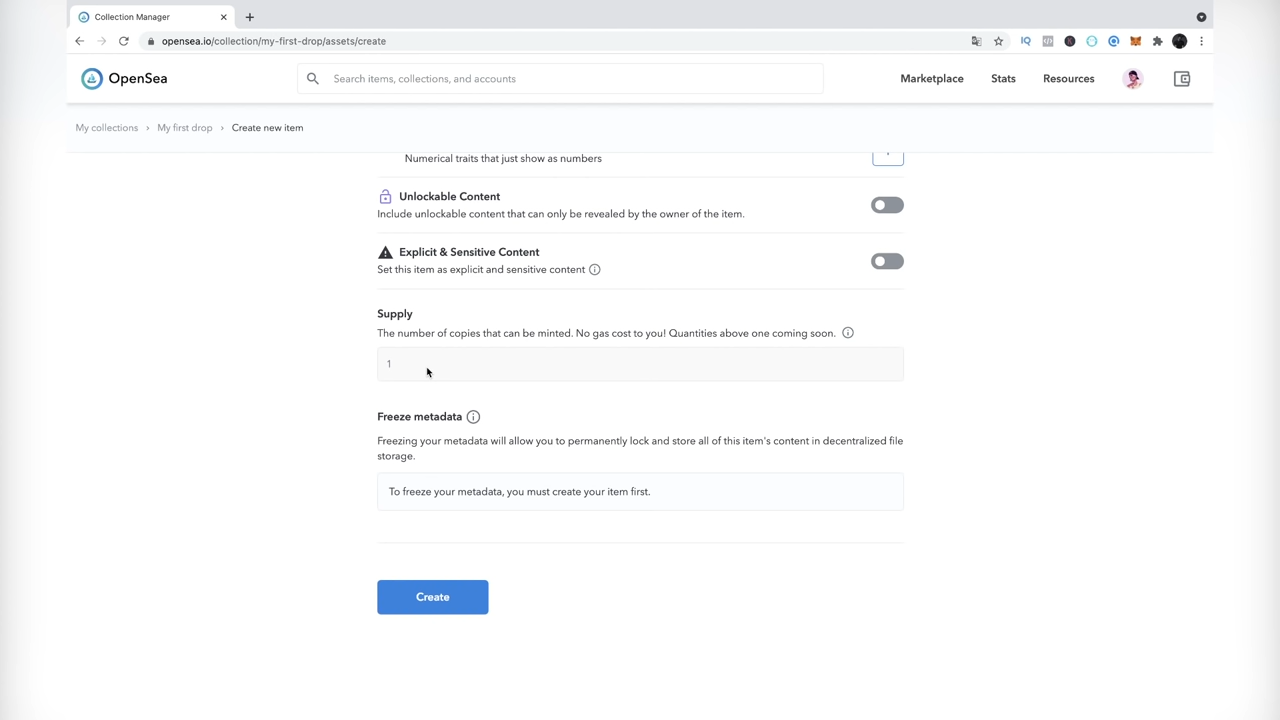 Collection Manager
opensea.io/collection/my-first-drop/assets/create
OpenSea
Search items, collections, and accounts
Marketplace
Stats
Resources
My collections › My first drop › Create new item
Numerical traits that just show as numbers
Unlockable Content
Include unlockable content that can only be revealed by the owner of the item.
Explicit & Sensitive Content
Set this item as explicit and sensitive content
Supply
The number of copies that can be minted. No gas cost to you! Quantities above one coming soon.
1
Freeze metadata
Freezing your metadata will allow you to permanently lock and store all of this item's content in decentralized file
storage.
To freeze your metadata, you must create your item first.
Create